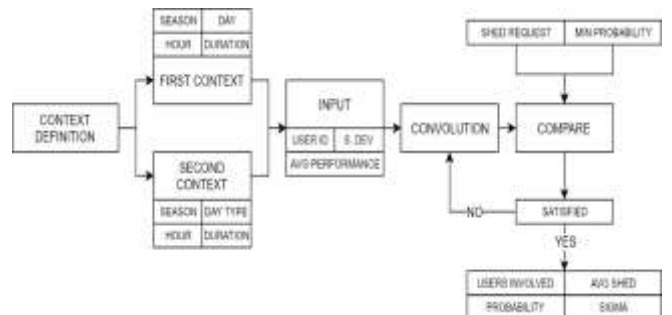 SEASON DAY
HOUR DURATION
FIRST CONTEXT
CONTEXT
DEFINITION
SECOND
CONTEXT
SEASON DAY TYPE
HOUR DURATION
INPUT
USER ID S. DEV
AVG PERFORMANCE
CONVOLUTION
SHED REQUEST MIN PROBABILITY
COMPARE
SATISFIED
NO
YES
USERS INVOLVED AVG SHED
PROBABILITY SIGMA